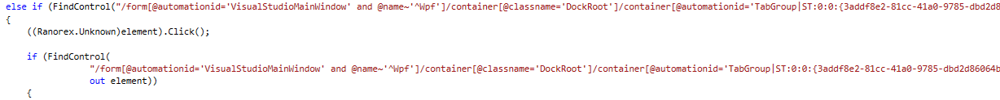 else if (FindControl("/form[@automationid='VisualStudioMainWindow' and @name~'^Wpf']/container[@classname='DockRoot']/container[@automationid='TabGroup|ST:0:0:{3addf8e2-81cc-41a0-9785-dbd2d8
{
((Ranorex.Unknown)element).Click();
if (FindControl(
"/form[@automationid='VisualStudioMainWindow' and @name~'^Wpf']/container[@classname='DockRoot']/container[@automationid='TabGroup|ST:0:0:{3addf8e2-81cc-41a0-9785-dbd2d86064b
out element))
{